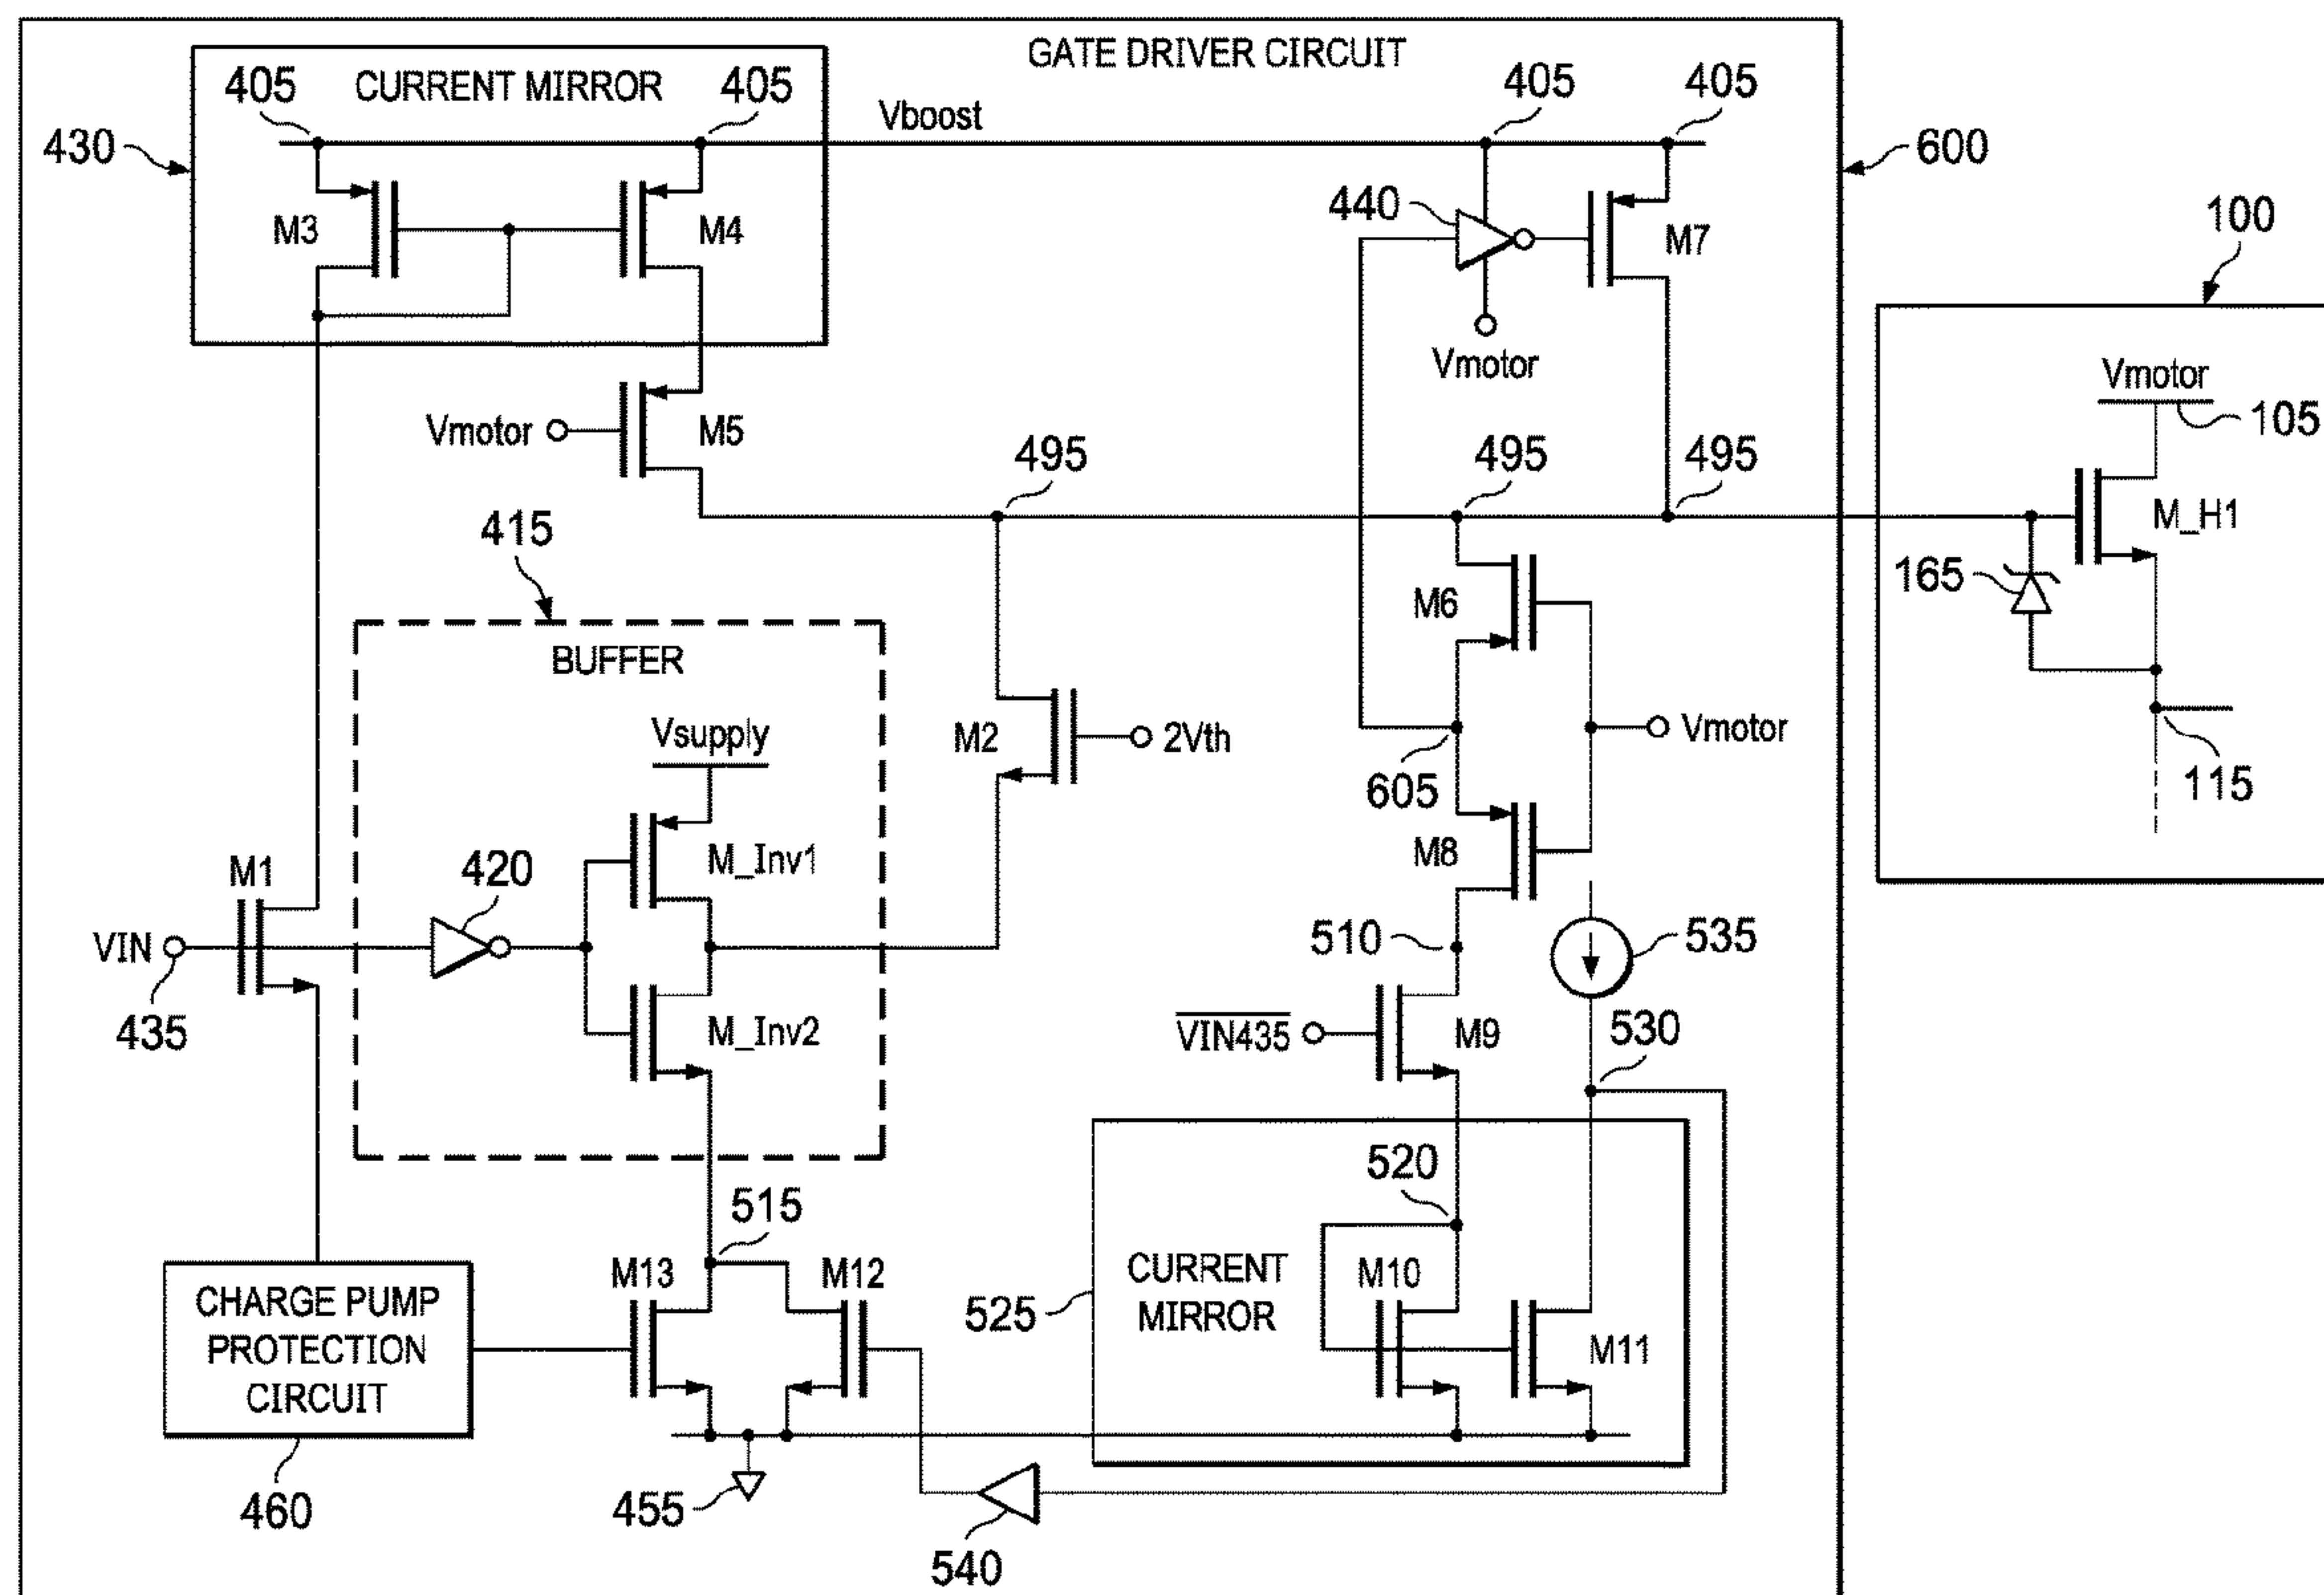 GATE DRIVER CIRCUIT
CURRENT MIRROR
405
405
405
405
Vboost
430
600
M3
M4
440
M7
100
Vmotor
Vmotor
105
Vmotor
M5
495
495
495
M_H1
415
165
M6
BUFFER
Vsupply
M2
2Vth
Vmotor
605
115
M1
420
M_Inv1
M8
VIN
510
535
435
M_Inv2
VIN435
M9
530
515
520
M13
M12
CHARGE PUMP
PROTECTION
CIRCUIT
525
CURRENT
MIRROR
M10
M11
460
455
540